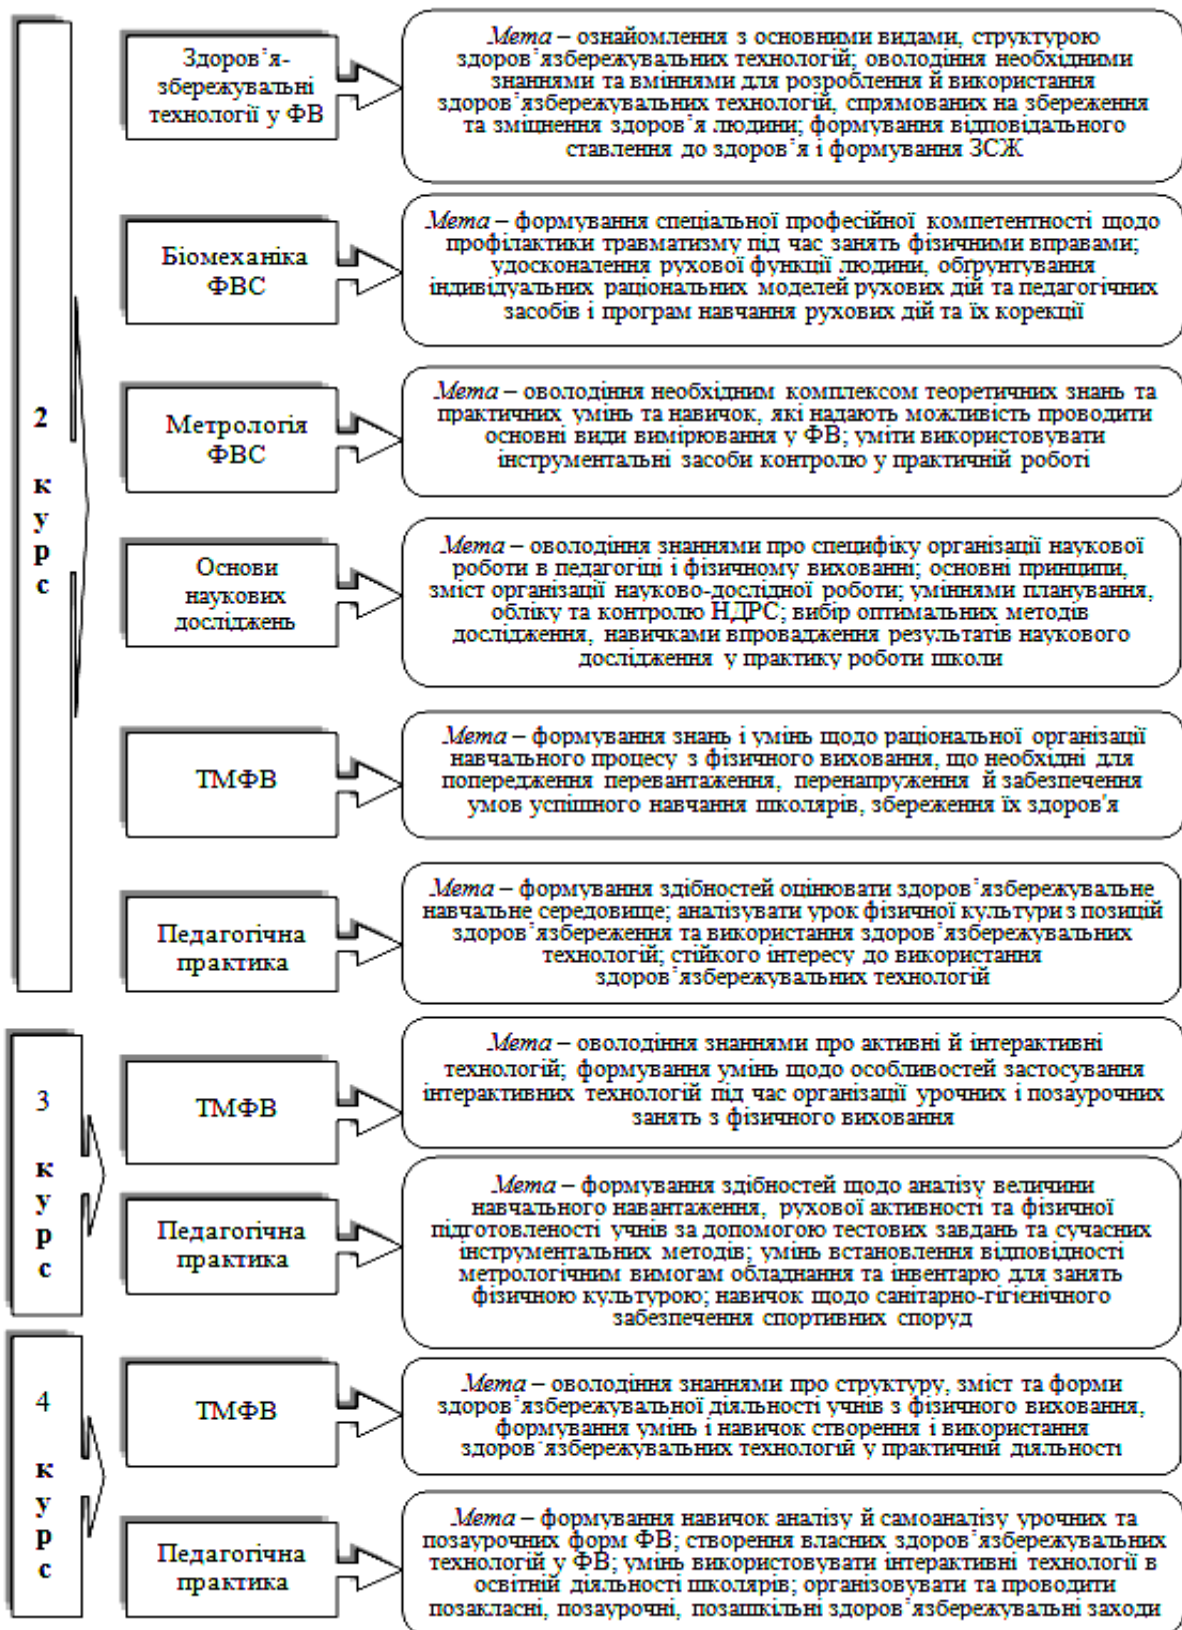 2
к
у
р
с
Здоров’я-
збережувальні
технології у ФВ
Мета – ознайомлення з основними видами, структурою
здоров’язбережувальних технологій; оволодіння необхідними
знаннями та вміннями для розроблення й використання
здоров’язбережувальних технологій, спрямованих на збереження
та зміцнення здоров’я людини; формування відповідального
ставлення до здоров’я і формування ЗСЖ
Біомеханіка
ФВС
Мета – формування спеціальної професійної компетентності щодо
профілактики травматизму під час занять фізичними вправами;
удосконалення рухової функції людини, обґрунтування
індивідуальних раціональних моделей рухових дій та педагогічних
засобів і програм навчання рухових дій та їх корекції
Метрологія
ФВС
Мета – оволодіння необхідним комплексом теоретичних знань та
практичних умінь та навичок, які надають можливість проводити
основні види вимірювання у ФВ; уміти використовувати
інструментальні засоби контролю у практичній роботі
Основи
наукових
досліджень
Мета – оволодіння знаннями про специфіку організації наукової
роботи в педагогіці і фізичному вихованні; основні принципи,
зміст організації науково-дослідної роботи; уміннями планування,
обліку та контролю НДРС; вибір оптимальних методів
дослідження, навичками впровадження результатів наукового
дослідження у практику роботи школи
ТМФВ
Мета – формування знань і умінь щодо раціональної організації
навчального процесу з фізичного виховання, що необхідні для
попередження перевантаження, перенапруження й забезпечення
умов успішного навчання школярів, збереження їх здоров'я
Педагогічна
практика
Мета – формування здібностей оцінювати здоров’язбережувальне
навчальне середовище; аналізувати урок фізичної культури з позицій
здоров’язбереження та використання здоров’язбережувальних
технологій; стійкого інтересу до використання
здоров’язбережувальних технологій
3
к
у
р
с
ТМФВ
Мета – оволодіння знаннями про активні й інтерактивні
технологій; формування умінь щодо особливостей застосування
інтерактивних технологій під час організації урочних і позаурочних
занять з фізичного виховання
Педагогічна
практика
Мета – формування здібностей щодо аналізу величини
навчального навантаження, рухової активності та фізичної
підготовленості учнів за допомогою тестових завдань та сучасних
інструментальних методів; умінь встановлення відповідності
метрологічним вимогам обладнання та інвентарю для занять
фізичною культурою; навичок щодо санітарно-гігієнічного
забезпечення спортивних споруд
4
к
у
р
с
ТМФВ
Мета – оволодіння знаннями про структуру, зміст та форми
здоров’язбережувальної діяльності учнів з фізичного виховання,
формування умінь і навичок створення і використання
здоров’язбережувальних технологій у практичній діяльності
Педагогічна
практика
Мета – формування навичок аналізу й самоаналізу урочних та
позаурочних форм ФВ; створення власних здоров’язбережувальних
технологій у ФВ; умінь використовувати інтерактивні технології в
освітній діяльності школярів; організовувати та проводити
позакласні, позаурочні, позашкільні здоров’язбережувальні заходи